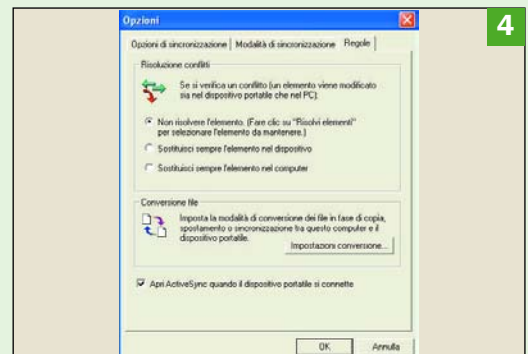 Opzioni
4
Opzioni di sincronizzazione Modalità di sincronizzazione Regole
Risoluzione conflitti
Se si verifica un conflitto (un elemento viene modificato
sia nel dispositivo portatile che nel PC):
Non risolvere l'elemento. (Fare clic su "Risolvi elementi"
per selezionare l'elemento da mantenere.)
Sostituisci sempre l'elemento nel dispositivo
Sostituisci sempre l'elemento nel computer
Conversione file
Imposta la modalità di conversione dei file in fase di copia,
spostamento o sincronizzazione tra questo computer e il
dispositivo portatile.
Impostazioni conversione...
Apri ActiveSync quando il dispositivo portatile si connette
OK Annulla